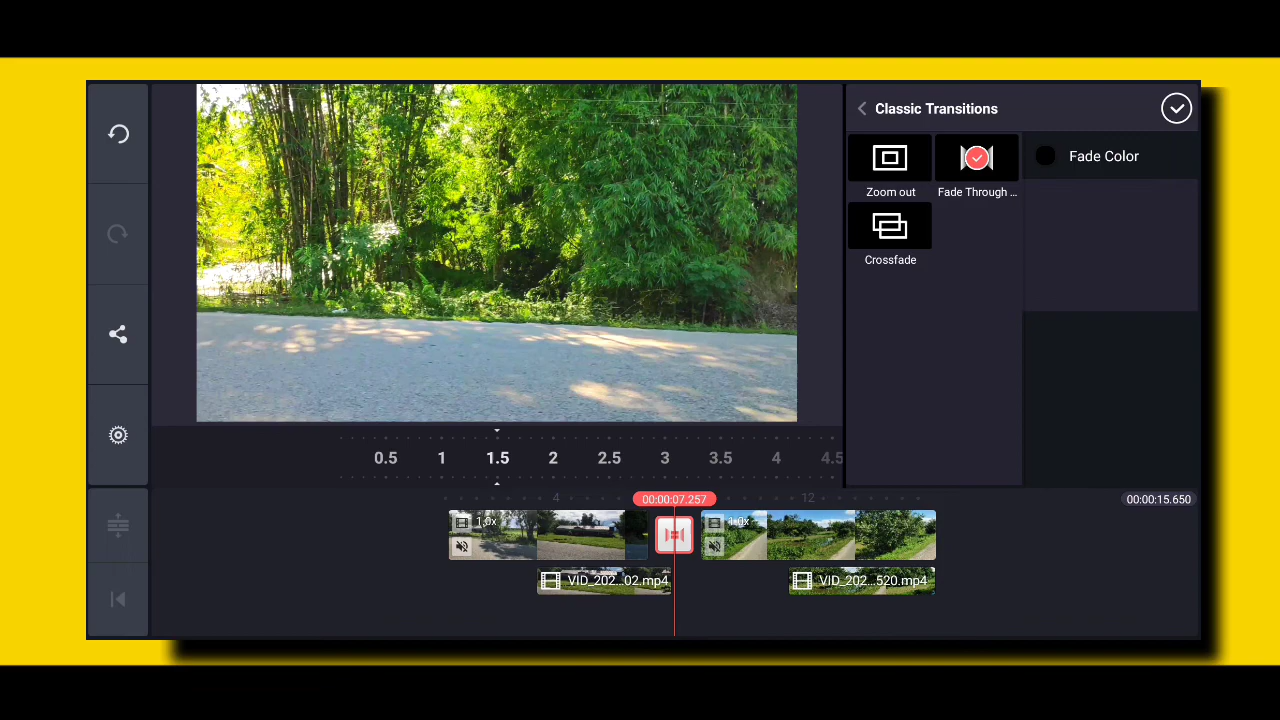 Classic Transitions
Fade Color
Zoom out
Fade Through ...
Crossfade
0.5 1 1.5 2 2.5 3 3.5 4 4.5
4 12
00:00:07.257
00:00:15.650
1.0x
1.0x
VID_202...02.mp4
VID_202...520.mp4